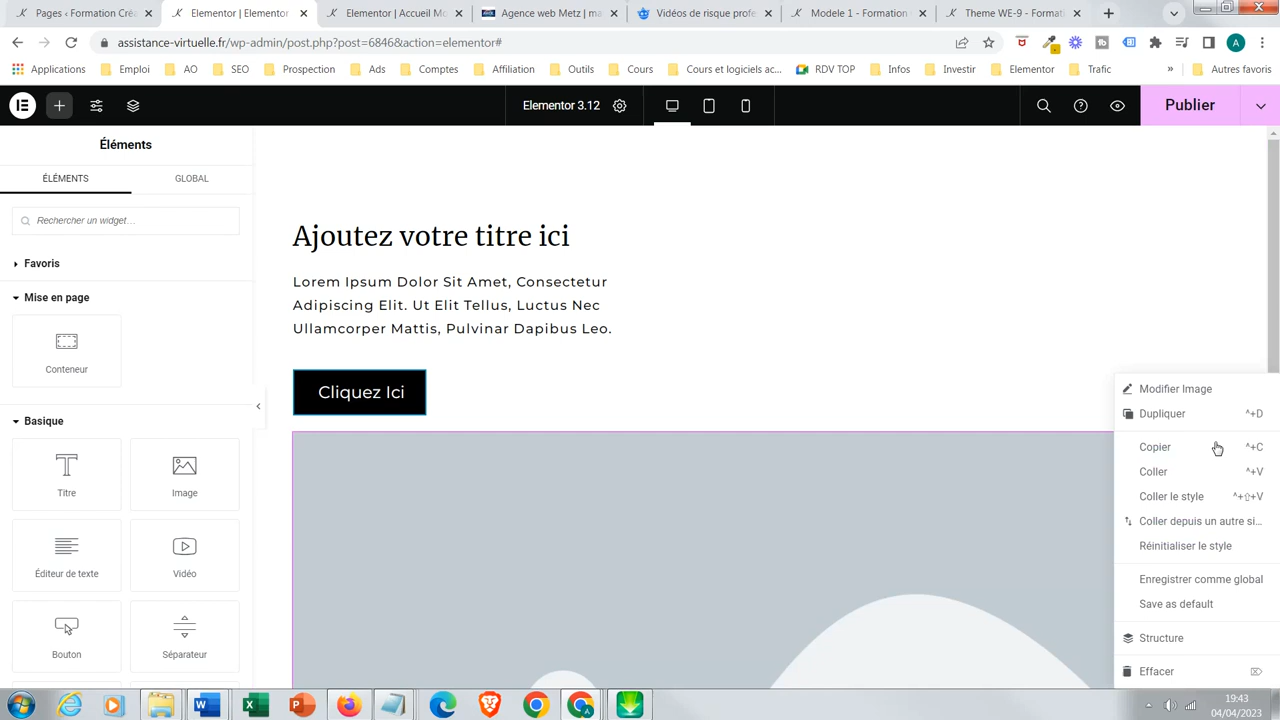 Pages ‹ Formation Créa
Elementor | Elementor
Elementor | Accueil Mo
Agence web Metz | ma
Vidéos de risque profe
Modele 1 - Formation
Theme WE-9 – Format
assistance-virtuelle.fr/wp-admin/post.php?post=6846&action=elementor#
A
Applications
Emploi
AO
SEO
Prospection
Ads
Comptes
Affiliation
Outils
Cours
Cours et logiciels ac...
RDV TOP
Infos
Investir
Elementor
Trafic
»
Autres favoris
Elementor 3.12
Publier
Éléments
ÉLÉMENTS
GLOBAL
Rechercher un widget…
Favoris
Mise en page
Conteneur
Basique
Titre
Image
Éditeur de texte
Vidéo
Bouton
Séparateur
Ajoutez votre titre ici
Lorem Ipsum Dolor Sit Amet, Consectetur
Adipiscing Elit. Ut Elit Tellus, Luctus Nec
Ullamcorper Mattis, Pulvinar Dapibus Leo.
Cliquez Ici
Modifier Image
Dupliquer ^+D
Copier ^+C
Coller ^+V
Coller le style ^+⇧+V
Coller depuis un autre si...
Réinitialiser le style
Enregistrer comme global
Save as default
Structure
Effacer
19:43
04/04/2023